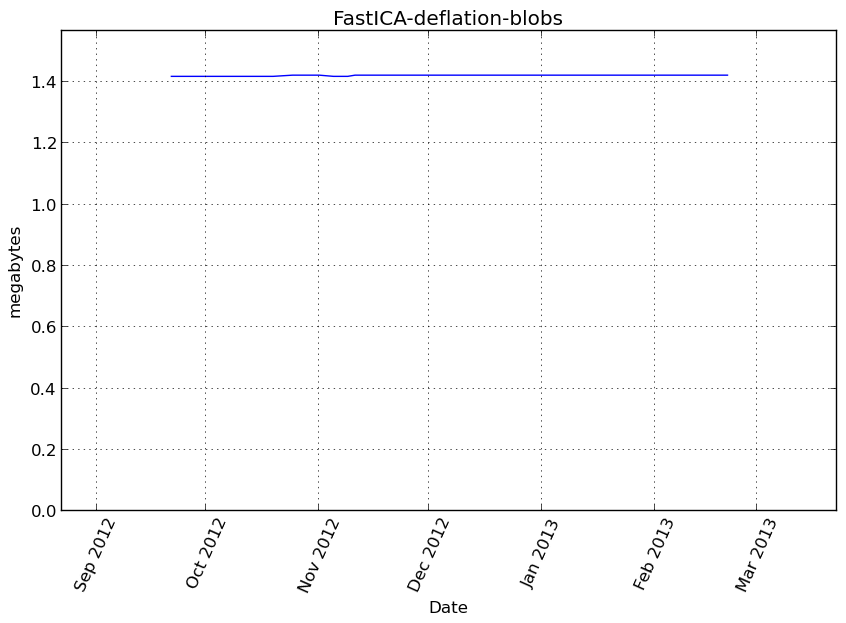 FastICA-deflation-blobs
1.4
1.2
1.0
0.8
0.6
0.4
0.2
0.0
megabytes
Sep 2012
Oct 2012
Nov 2012
Dec 2012
Jan 2013
Feb 2013
Mar 2013
Date